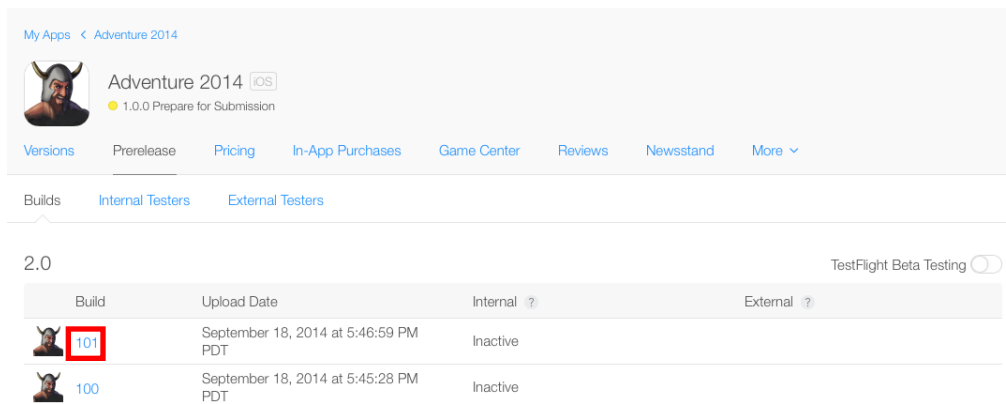 My Apps < Adventure 2014
Adventure 2014 iOS
1.0.0 Prepare for Submission
Versions Prerelease Pricing In-App Purchases Game Center Reviews Newsstand More
Builds Internal Testers External Testers
2.0 TestFlight Beta Testing
Build Upload Date Internal ? External ?
101 September 18, 2014 at 5:46:59 PM Inactive
PDT
100 September 18, 2014 at 5:45:28 PM Inactive
PDT